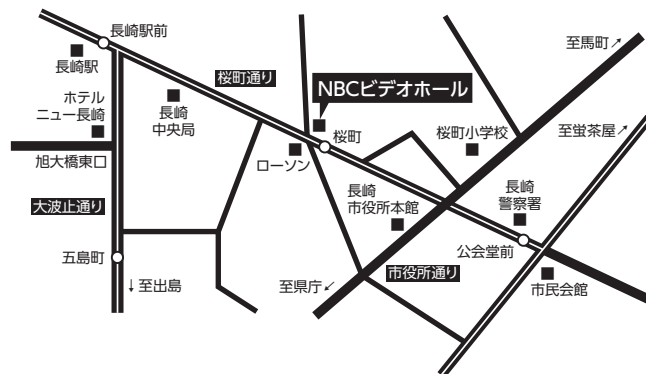 長崎駅前
長崎駅
桜町通り
NBCビデオホール
至馬町↗
ホテル
ニュー長崎
長崎
中央局
桜町
桜町小学校
至蛍茶屋↗
旭大橋東口
ローソン
大波止通り
長崎
市役所本館
長崎
警察署
五島町
公会堂前
↓至出島
至県庁↙
市役所通り
市民会館